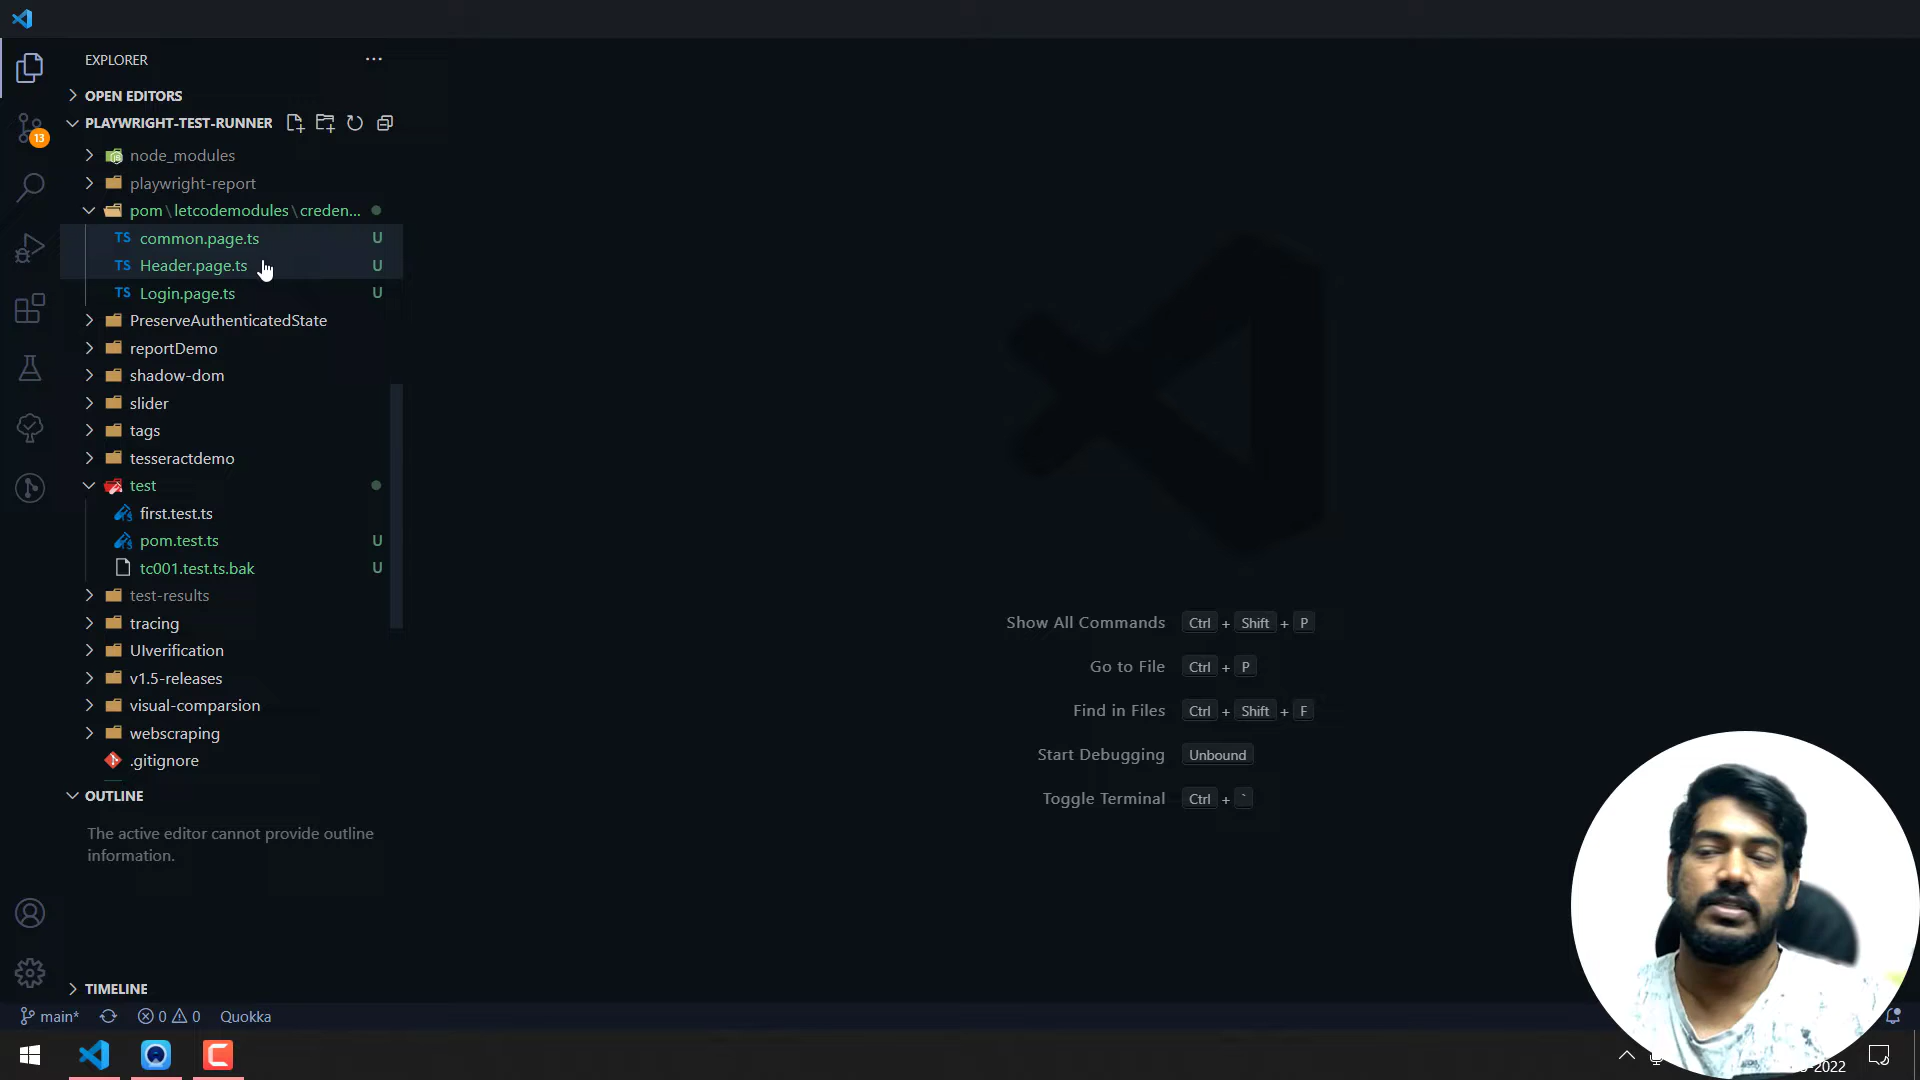 EXPLORER
OPEN EDITORS
PLAYWRIGHT-TEST-RUNNER
13
node_modules
playwright-report
pom\letcodemodules\creden...
TS common.page.ts U
TS Header.page.ts U
TS Login.page.ts U
PreserveAuthenticatedState
reportDemo
shadow-dom
slider
tags
tesseractdemo
test
first.test.ts
pom.test.ts U
tc001.test.ts.bak U
test-results
tracing
UIverification
v1.5-releases
visual-comparsion
webscraping
.gitignore
OUTLINE
The active editor cannot provide outline
information.
TIMELINE
Show All Commands Ctrl + Shift + P
Go to File Ctrl + P
Find in Files Ctrl + Shift + F
Start Debugging Unbound
Toggle Terminal Ctrl + `
main* 0 0 Quokka
-2022